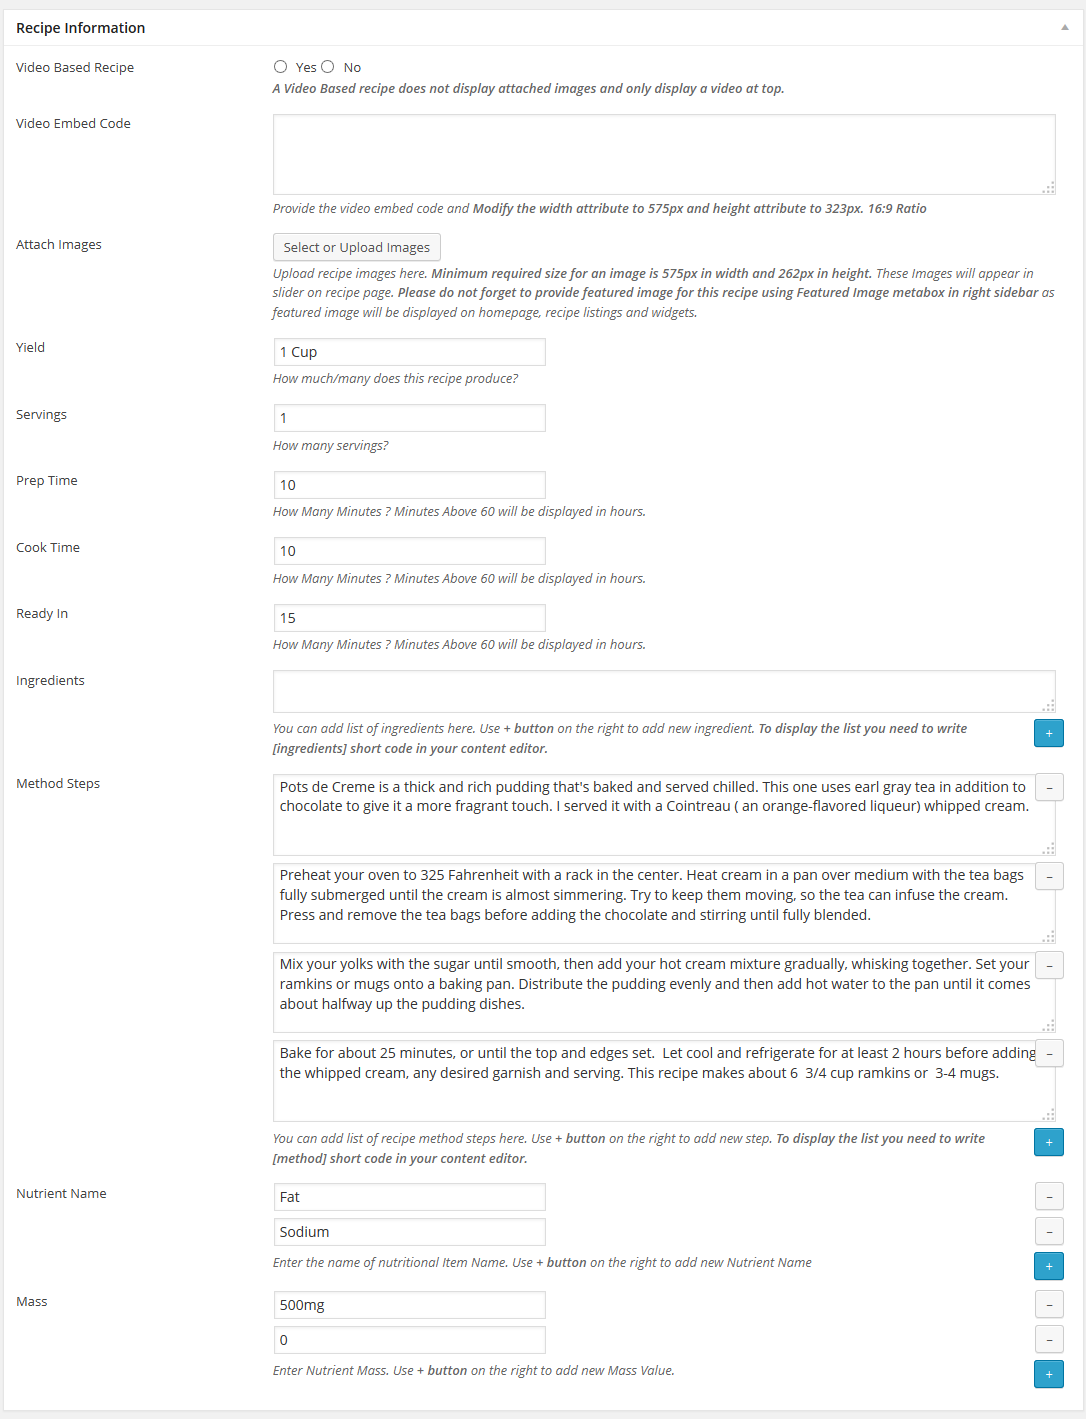 Recipe Information
Video Based Recipe
Yes No
A Video Based recipe does not display attached images and only display a video at top.
Video Embed Code
Provide the video embed code and Modify the width attribute to 575px and height attribute to 323px. 16:9 Ratio
Attach Images
Select or Upload Images
Upload recipe images here. Minimum required size for an image is 575px in width and 262px in height. These Images will appear in
slider on recipe page. Please do not forget to provide featured image for this recipe using Featured Image metabox in right sidebar as
featured image will be displayed on homepage, recipe listings and widgets.
Yield
1 Cup
How much/many does this recipe produce?
Servings
1
How many servings?
Prep Time
10
How Many Minutes ? Minutes Above 60 will be displayed in hours.
Cook Time
10
How Many Minutes ? Minutes Above 60 will be displayed in hours.
Ready In
15
How Many Minutes ? Minutes Above 60 will be displayed in hours.
Ingredients
You can add list of ingredients here. Use + button on the right to add new ingredient. To display the list you need to write
[ingredients] short code in your content editor.
+
Method Steps
Pots de Creme is a thick and rich pudding that's baked and served chilled. This one uses earl gray tea in addition to
chocolate to give it a more fragrant touch. I served it with a Cointreau ( an orange-flavored liqueur) whipped cream.
–
Preheat your oven to 325 Fahrenheit with a rack in the center. Heat cream in a pan over medium with the tea bags
fully submerged until the cream is almost simmering. Try to keep them moving, so the tea can infuse the cream.
Press and remove the tea bags before adding the chocolate and stirring until fully blended.
–
Mix your yolks with the sugar until smooth, then add your hot cream mixture gradually, whisking together. Set your
ramkins or mugs onto a baking pan. Distribute the pudding evenly and then add hot water to the pan until it comes
about halfway up the pudding dishes.
–
Bake for about 25 minutes, or until the top and edges set.  Let cool and refrigerate for at least 2 hours before adding
the whipped cream, any desired garnish and serving. This recipe makes about 6  3/4 cup ramkins or  3-4 mugs.
–
You can add list of recipe method steps here. Use + button on the right to add new step. To display the list you need to write
[method] short code in your content editor.
+
Nutrient Name
Fat
–
Sodium
–
Enter the name of nutritional Item Name. Use + button on the right to add new Nutrient Name
+
Mass
500mg
–
0
–
Enter Nutrient Mass. Use + button on the right to add new Mass Value.
+